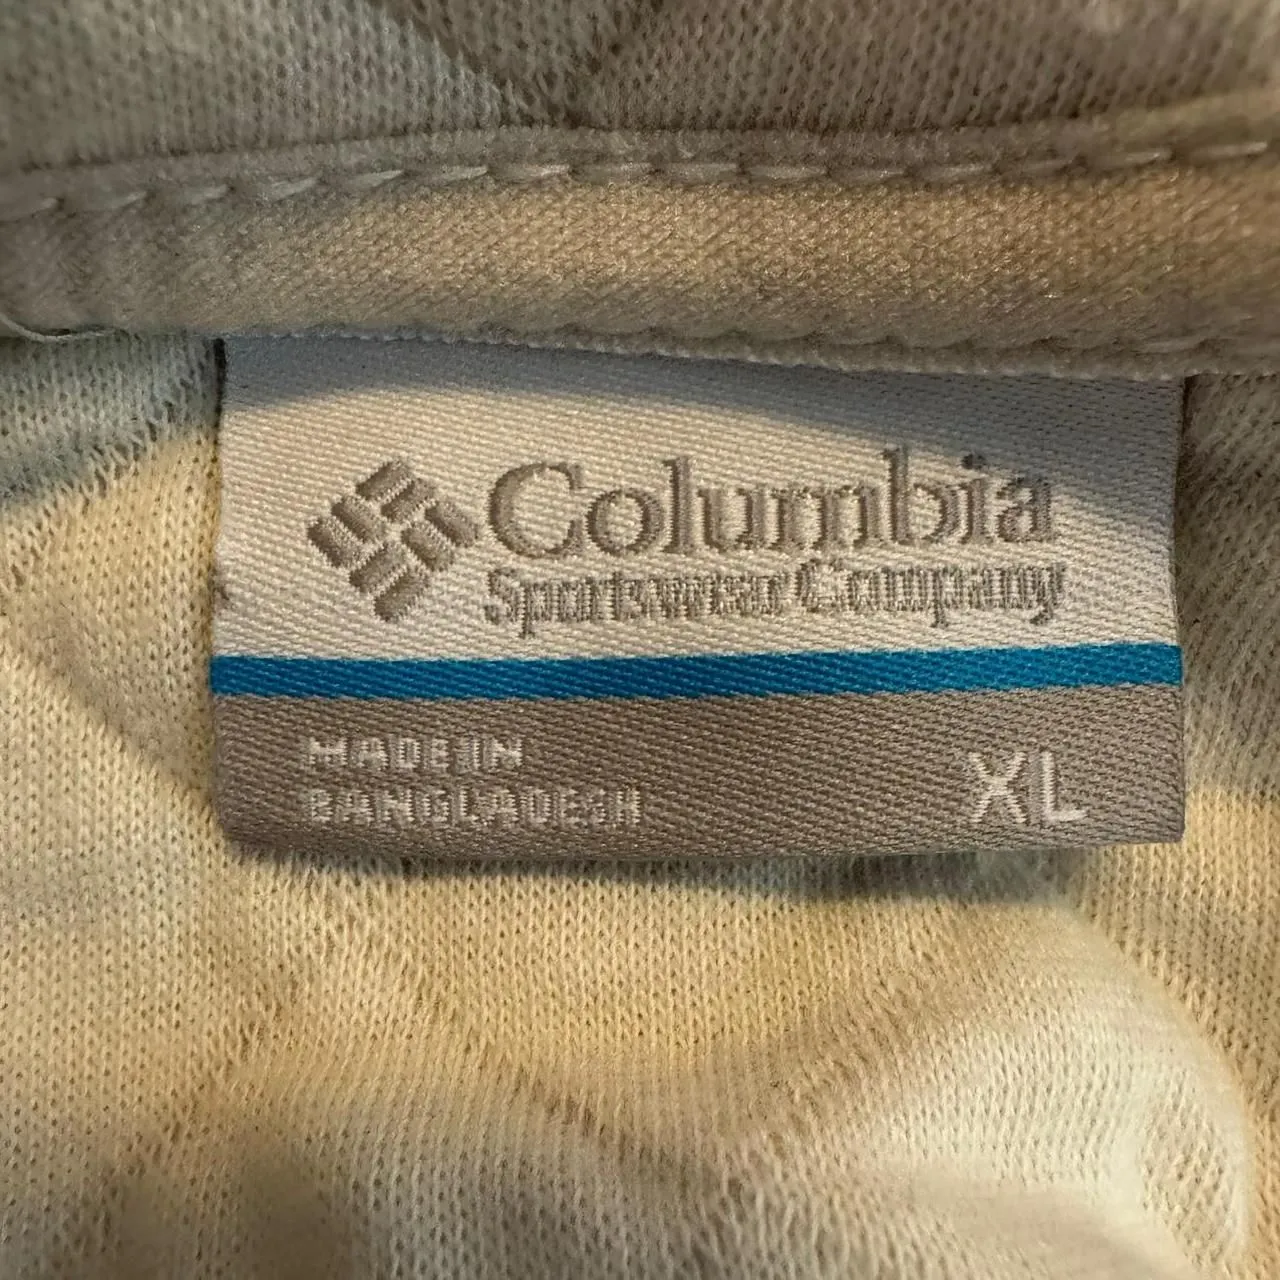 Columbia
Sportswear Company
MADE IN
BANGLADESH
XL